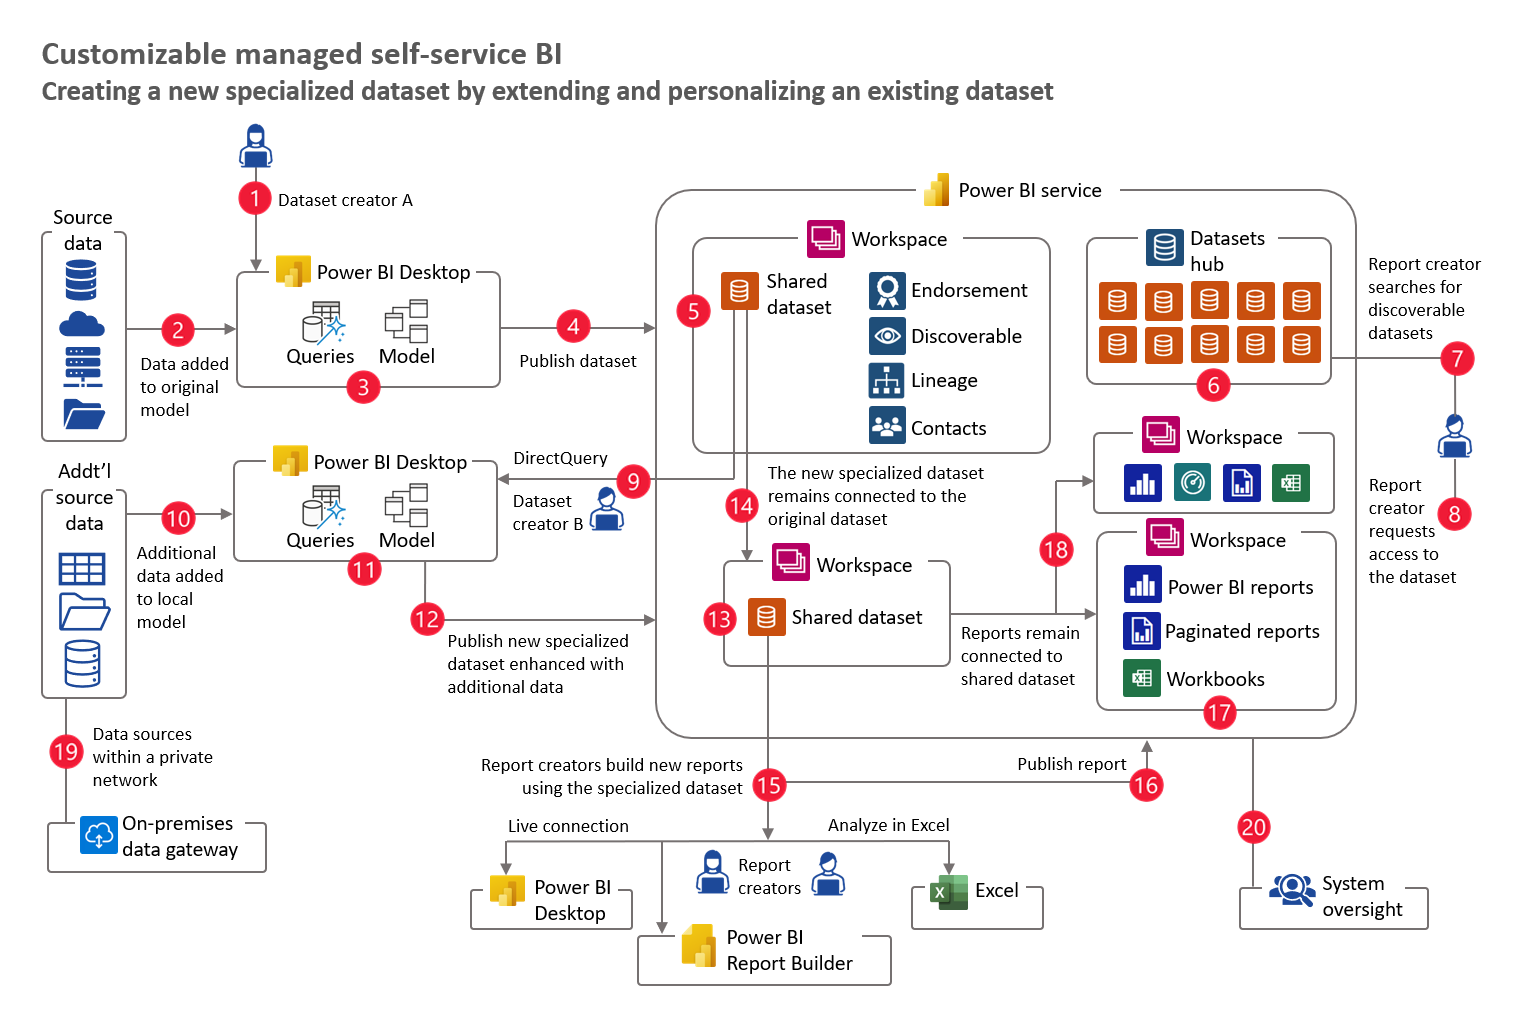 Customizable managed self-service BI
Creating a new specialized dataset by extending and personalizing an existing dataset
1
Dataset creator A
Source
data
2
Data added
to original
model
Power BI Desktop
Queries
Model
3
4
Publish dataset
Power BI service
Workspace
5
Shared
dataset
Endorsement
Discoverable
Lineage
Contacts
Datasets
hub
6
Report creator
searches for
discoverable
datasets
7
8
Report
creator
requests
access to
the dataset
DirectQuery
9
Dataset
creator B
Addt'l
source
data
10
Additional
data added
to local
model
Power BI Desktop
Queries
Model
11
12
Publish new specialized
dataset enhanced with
additional data
The new specialized dataset
remains connected to the
original dataset
14
Workspace
13
Shared dataset
18
Reports remain
connected to
shared dataset
Workspace
Workspace
Power BI reports
Paginated reports
Workbooks
17
19
Data sources
within a private
network
On-premises
data gateway
Report creators build new reports
using the specialized dataset
15
Publish report
16
Live connection
Analyze in Excel
Report
creators
Power BI
Desktop
Power BI
Report Builder
Excel
20
System
oversight